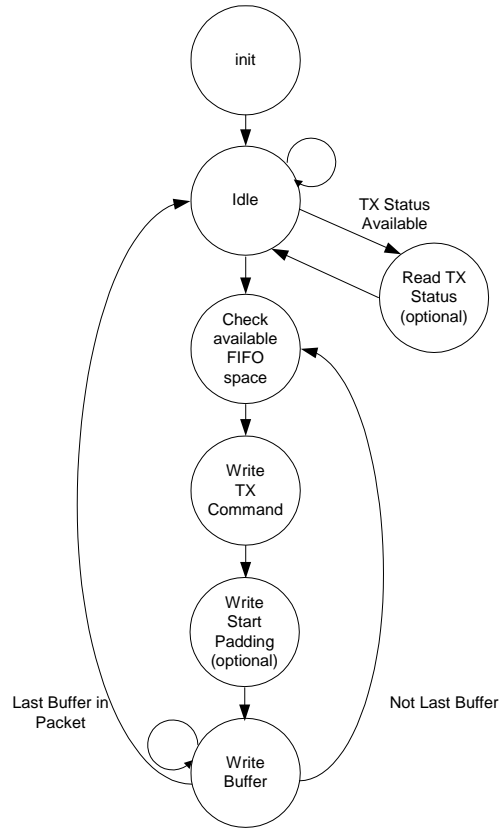 init
Idle
TX Status
Available
Read TX
Status
(optional)
Check
available
FIFO
space
Write
TX
Command
Write
Start
Padding
(optional)
Last Buffer in
Packet
Not Last Buffer
Write
Buffer